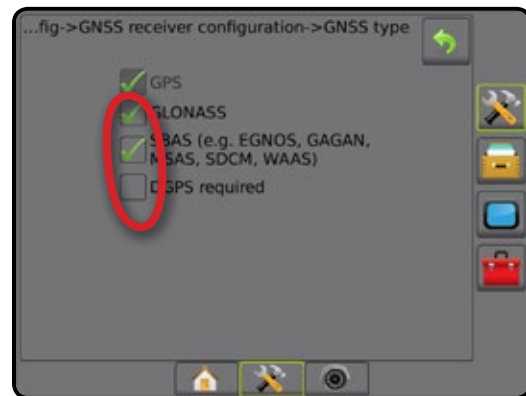 ...fig->GNSS receiver configuration->GNSS type
GPS
GLONASS
SBAS (e.g. EGNOS, GAGAN,
MSAS, SDCM, WAAS)
DGPS required